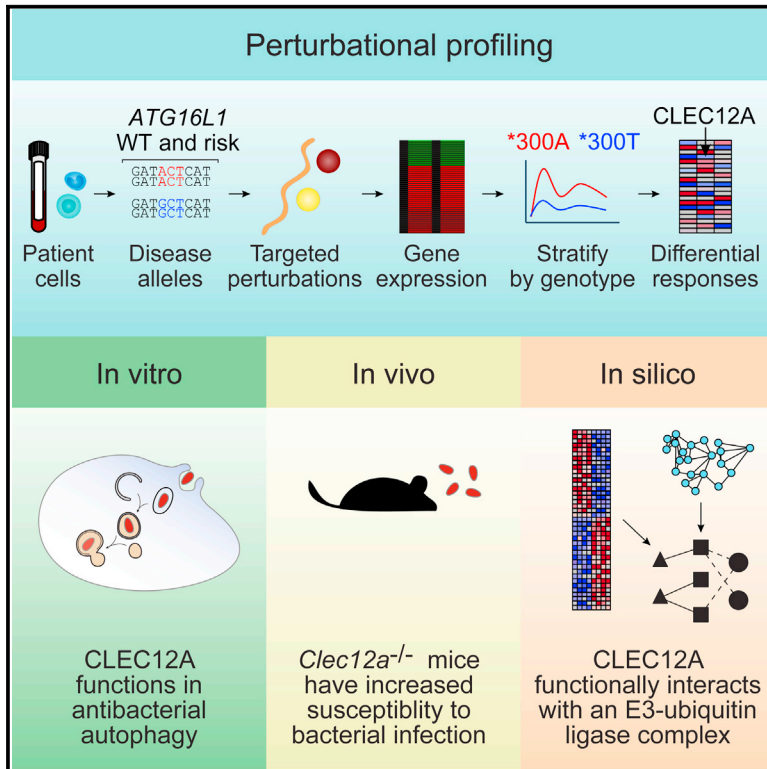 Perturbational profiling
ATG16L1
WT and risk
GATACTCAT
GATACTCAT
GATGCTCAT
GATGCTCAT
*300A *300T
CLEC12A
Patient
cells
Disease
alleles
Targeted
perturbations
Gene
expression
Stratify
by genotype
Differential
responses
In vitro
In vivo
In silico
CLEC12A
functions in
antibacterial
autophagy
Clec12a-/- mice
have increased
susceptiblity to
bacterial infection
CLEC12A
functionally interacts
with an E3-ubiquitin
ligase complex